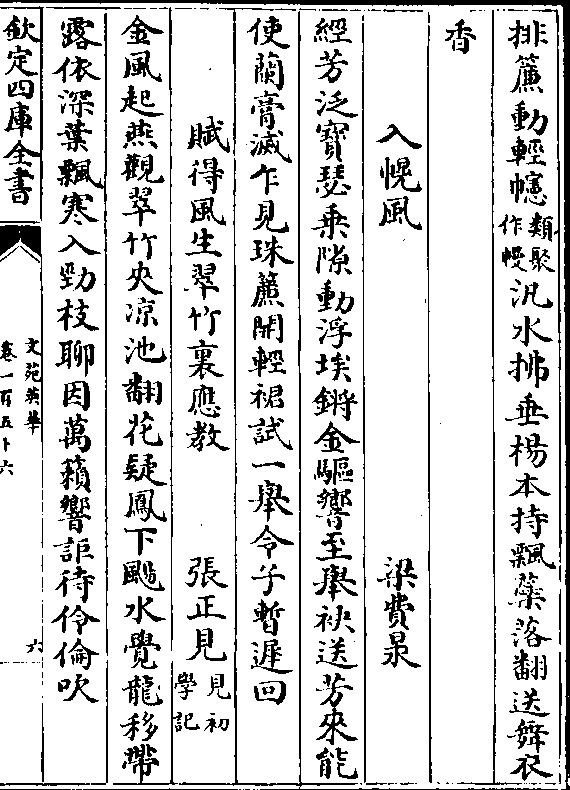 排簾動輕幰類聚作幔汎水拂垂楊本持飄蘂落翻送舞衣
香
入幌風 梁費昶
經芳泛寶瑟乗隙動浮埃鏘金驅響至舉袂送芳來能
使蘭膏滅乍見珠簾開輕裾試一舉令子暫遲回
賦得風生翠竹裏應教 張正見見初學記
金風起燕觀翠竹夾凉池翻花疑鳳下颺水覺龍移帶
露依深葉飄寒入勁枝聊因萬籟響詎待伶倫吹
欽定四庫全書
文苑英華
卷一百五十六
六